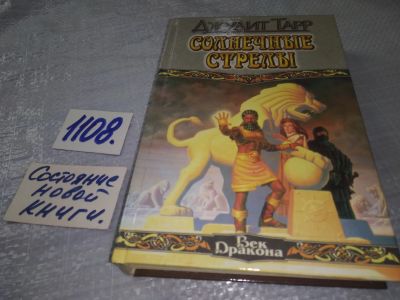 Джудит Тарр
СОЛНЕЧНЫЕ
СТРЕЛЫ
1108.
Состояние
новой
книги.
Век
Дракона